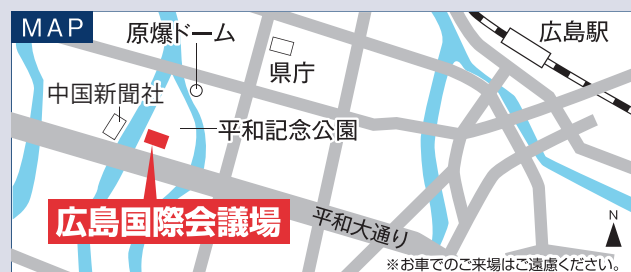 MAP
原爆ドーム
広島駅
県庁
中国新聞社
平和記念公園
広島国際会議場
平和大通り
N
※お車でのご来場はご遠慮ください。